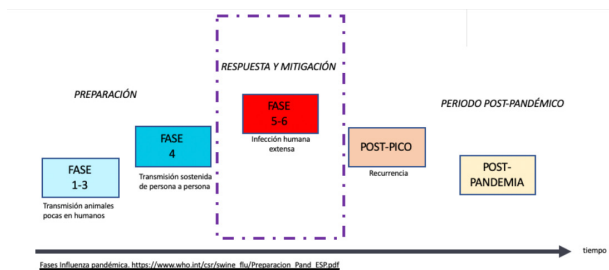 RESPUESTA Y MITIGACIÓN
PREPARACIÓN
PERIODO POST-PANDÉMICO
FASE
5-6
Infección humana
extensa
FASE
4
Transmisión sostenida
de persona a persona
POST-PICO
Recurrencia
FASE
1-3
Transmisión animales
pocas en humanos
POST-
PANDEMIA
tiempo
Fases Influenza pandémica. https://www.who.int/csr/swine_flu/Preparacion_Pand_ESP.pdf